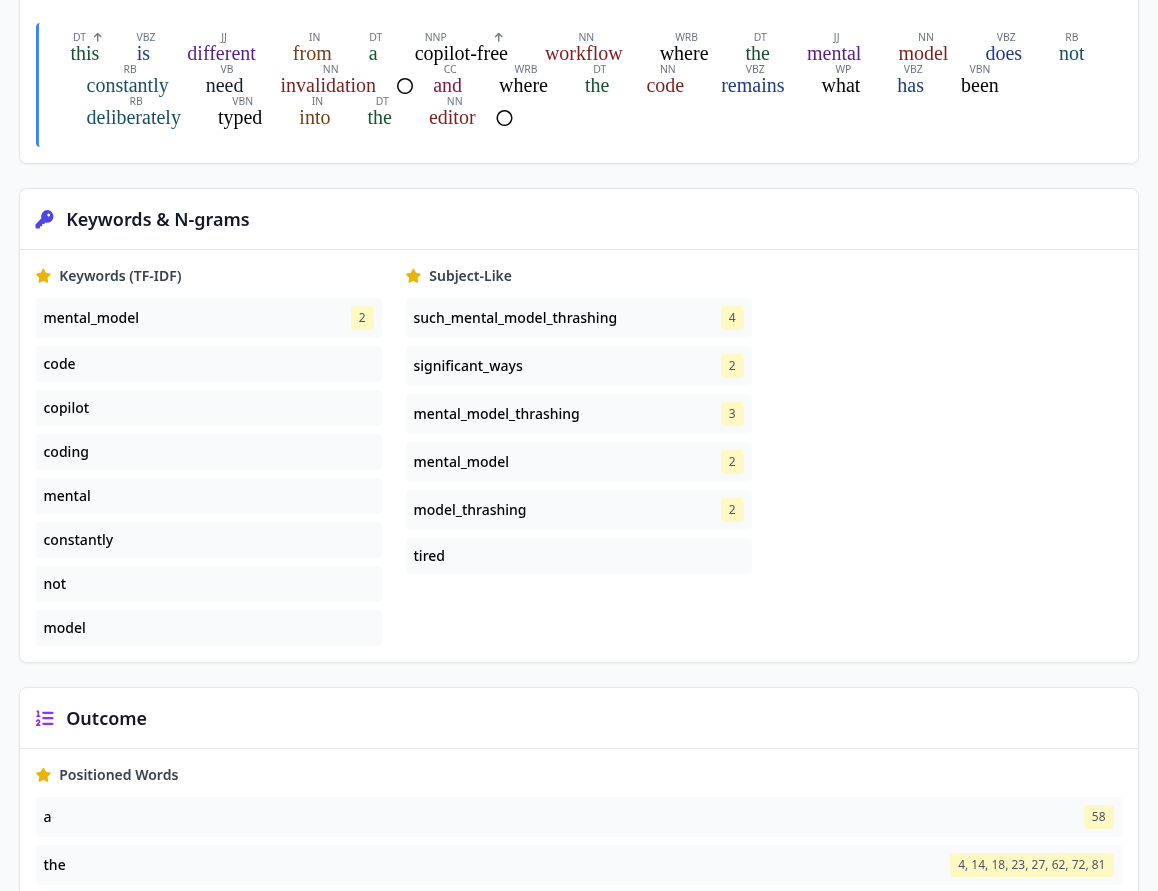 DT ↑ VBZ JJ IN DT NNP ↑ NN WRB DT JJ NN VBZ RB
this is different from a copilot-free workflow where the mental model does not
RB VB NN CC WRB DT NN VBZ WP VBZ VBN
constantly need invalidation ○ and where the code remains what has been
RB VBN IN DT NN
deliberately typed into the editor ○
Keywords & N-grams
Keywords (TF-IDF)
mental_model 2
code
copilot
coding
mental
constantly
not
model
Subject-Like
such_mental_model_thrashing 4
significant_ways 2
mental_model_thrashing 3
mental_model 2
model_thrashing 2
tired
Outcome
Positioned Words
a 58
the 4, 14, 18, 23, 27, 62, 72, 81